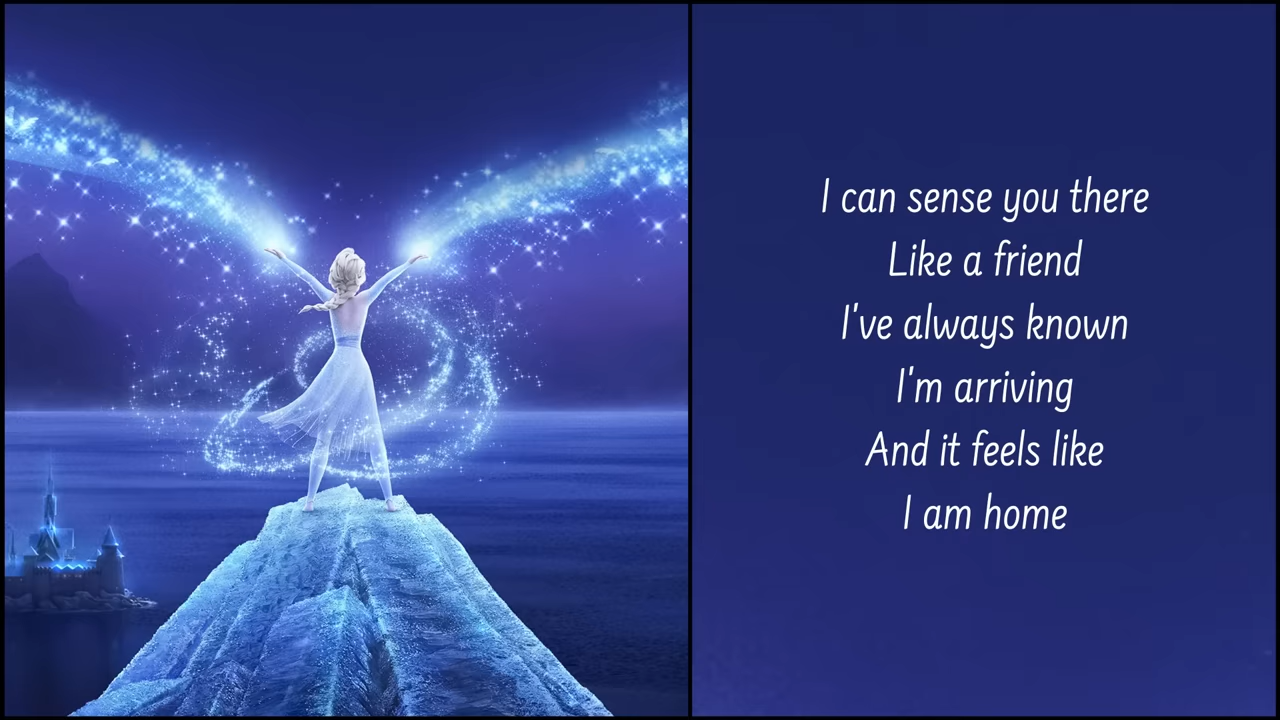 I can sense you there
Like a friend
I've always known
I'm arriving
And it feels like
I am home